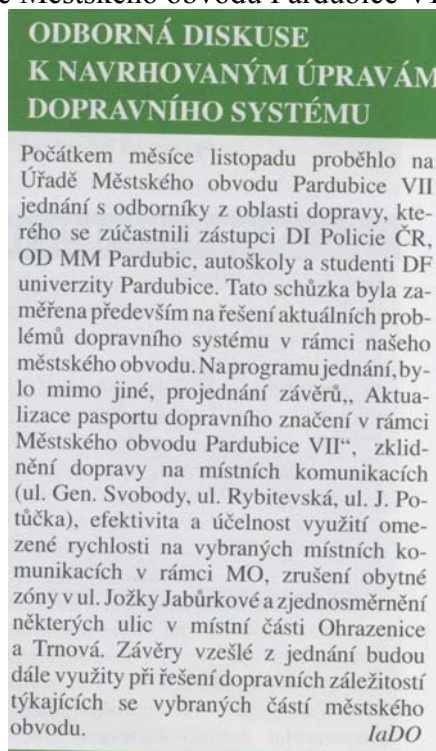 Městského obvodu Pardubice V
ODBORNÁ DISKUSE
K NAVRHOVANÝM ÚPRAVÁM
DOPRAVNÍHO SYSTÉMU
Počátkem měsíce listopadu proběhlo na
Úřadě Městského obvodu Pardubice VII
jednání s odborníky z oblasti dopravy, kte-
rého se zúčastnili zástupci DI Policie ČR,
OD MM Pardubic, autoškoly a studenti DF
univerzity Pardubice. Tato schůzka byla za-
měřena především na řešení aktuálních prob-
lémů dopravního systému v rámci našeho
městského obvodu. Na programu jednání, by-
lo mimo jiné, projednání závěrů,, Aktua-
lizace pasportu dopravního značení v rámci
Městského obvodu Pardubice VII“, zklid-
nění dopravy na místních komunikacích
(ul. Gen. Svobody, ul. Rybitevská, ul. J. Po-
tůčka), efektivita a účelnost využití ome-
zené rychlosti na vybraných místních ko-
munikacích v rámci MO, zrušení obytné
zóny v ul. Jožky Jabůrkové a zjednosměrnění
některých ulic v místní části Ohrazenice
a Trnová. Závěry vzešlé z jednání budou
dále využity při řešení dopravních záležitostí
týkajících se vybraných částí městského
obvodu. laDO